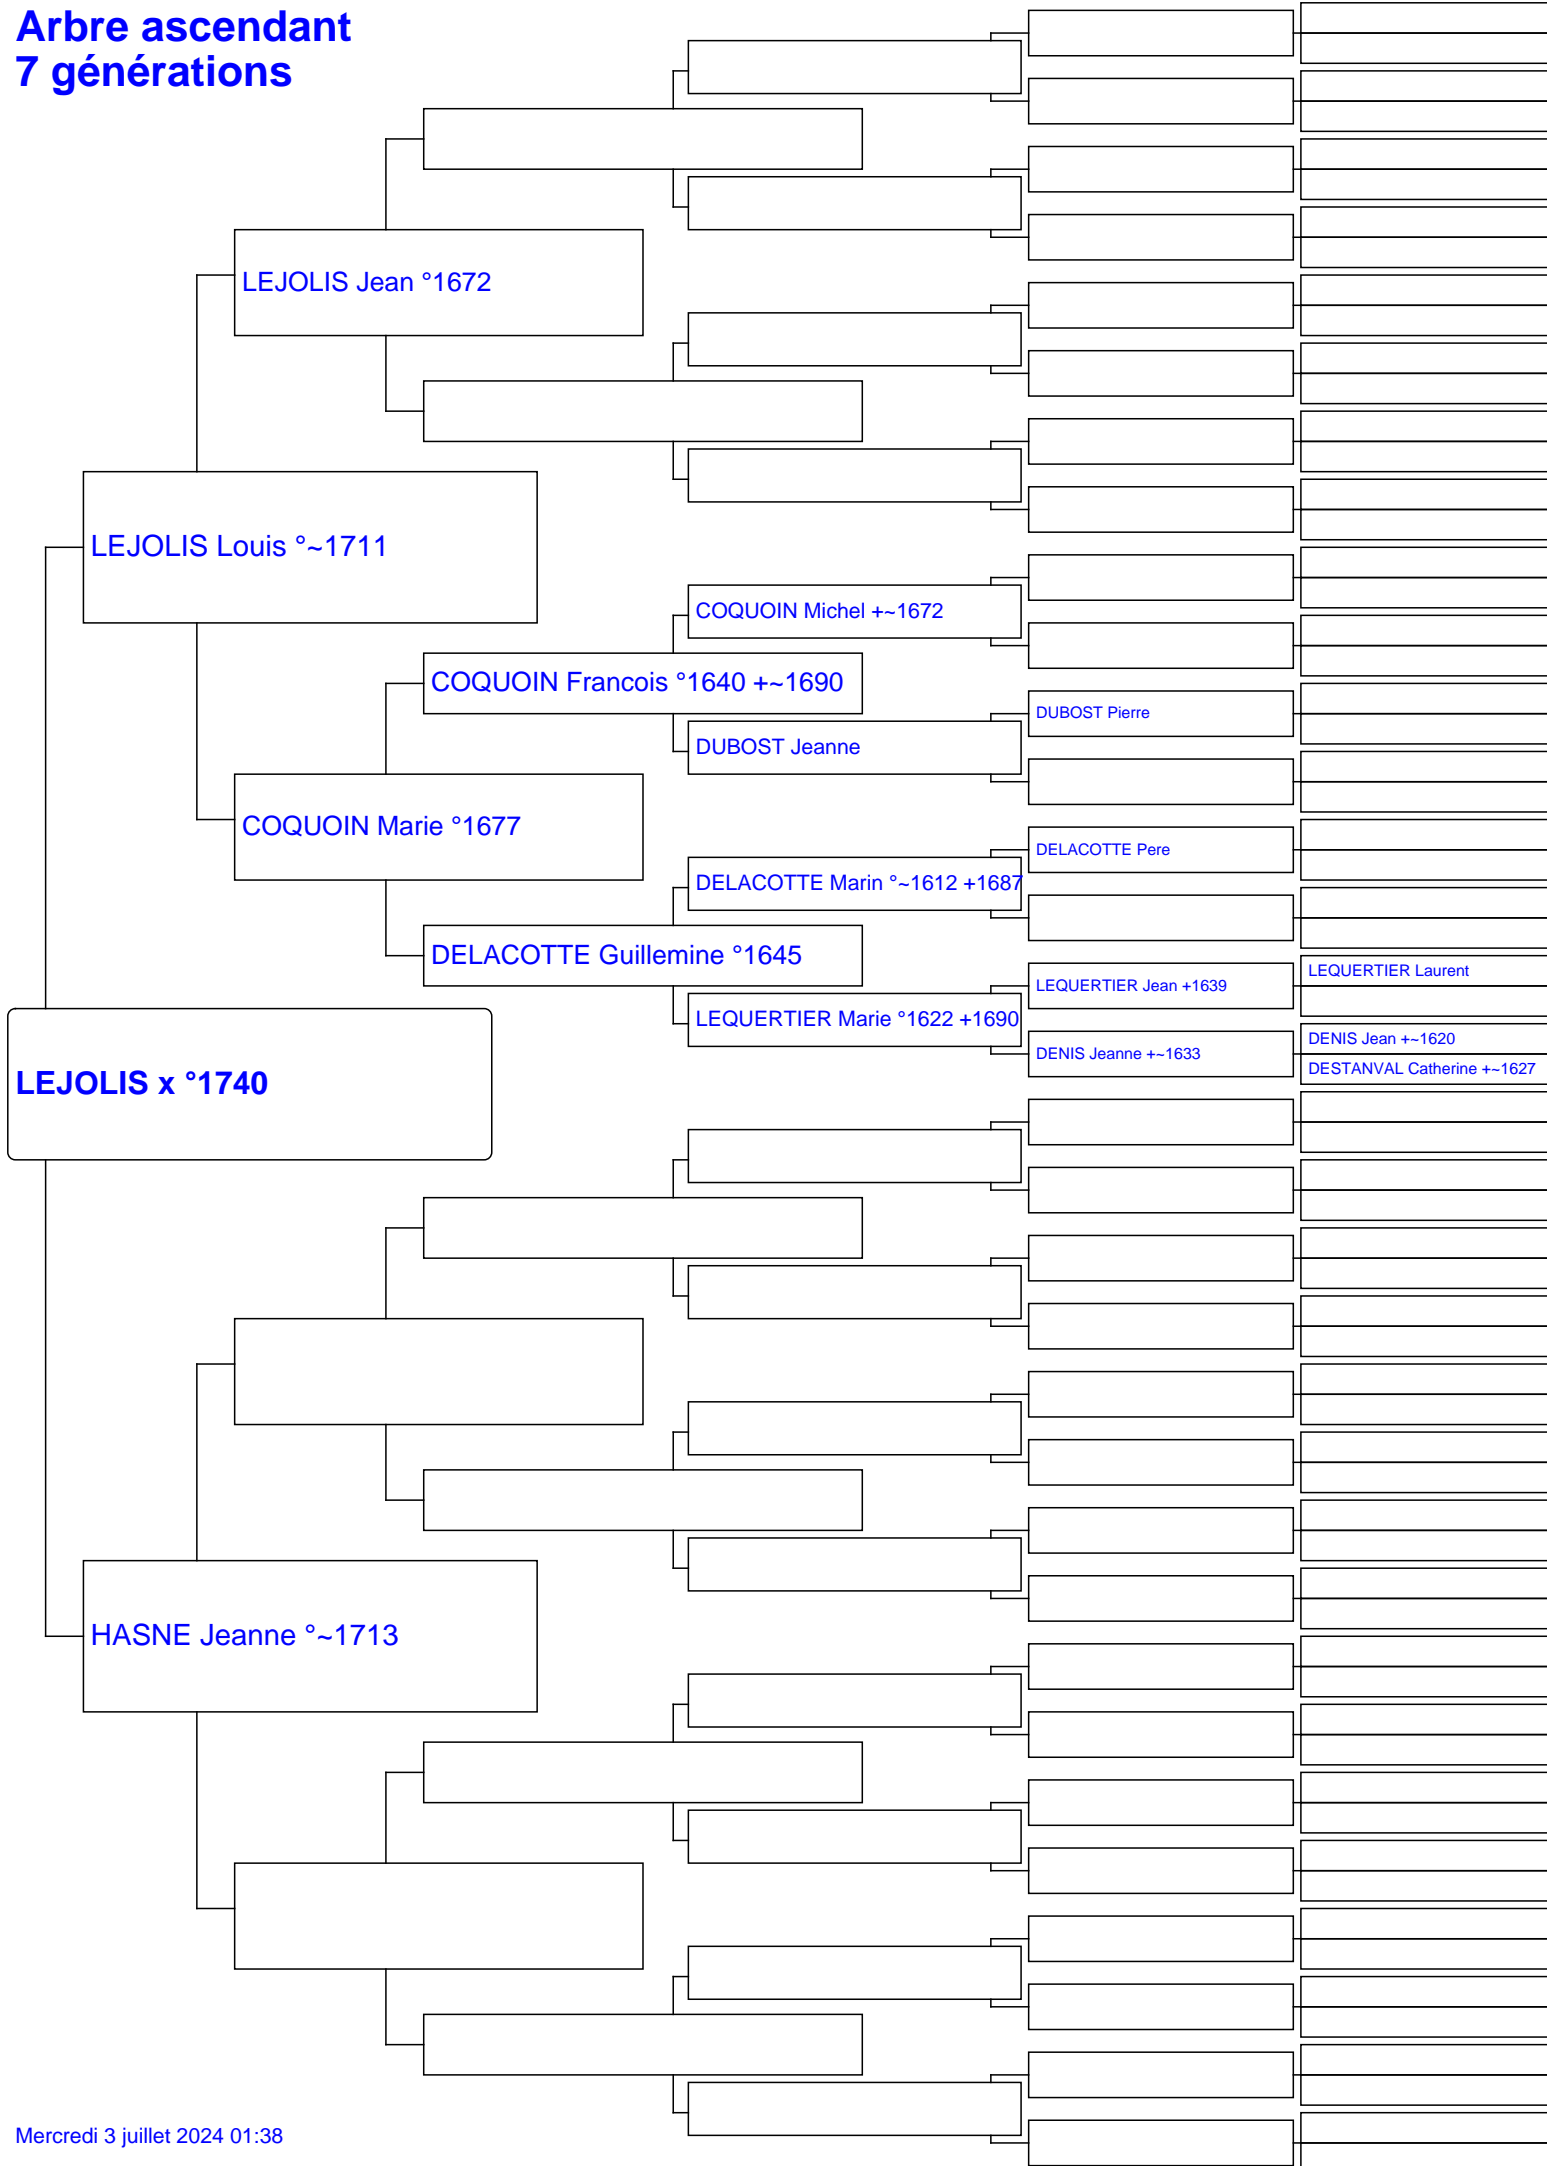 Arbre ascendant
7 générations
LEJOLIS Jean °1672
LEJOLIS Louis °~1711
COQUOIN Michel +~1672
COQUOIN Francois °1640 +~1690
DUBOST Pierre
DUBOST Jeanne
COQUOIN Marie °1677
DELACOTTE Pere
DELACOTTE Marin °~1612 +1687
DELACOTTE Guillemine °1645
LEQUERTIER Laurent
LEQUERTIER Jean +1639
LEQUERTIER Marie °1622 +1690
DENIS Jean +~1620
DENIS Jeanne +~1633
DESTANVAL Catherine +~1627
LEJOLIS x °1740
HASNE Jeanne °~1713
Mercredi 3 juillet 2024 01:38